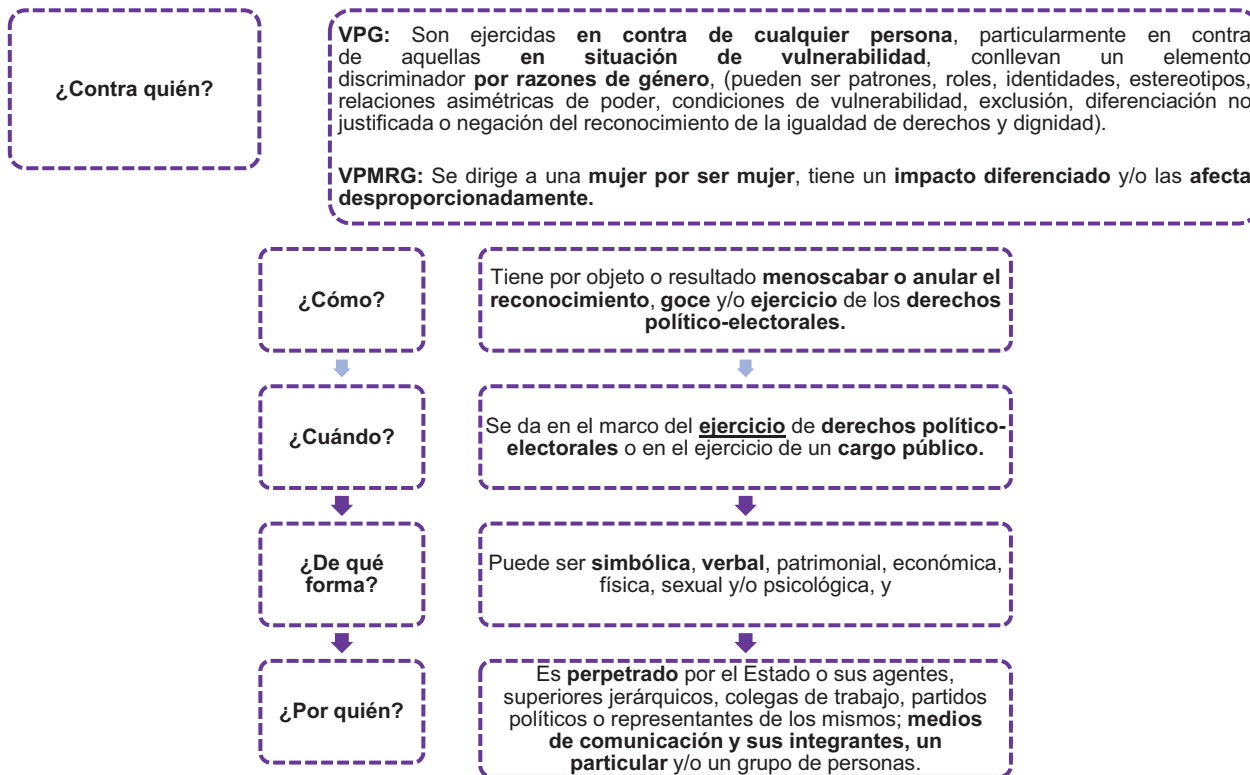 ¿Contra quién?
VPG: Son ejercidas en contra de cualquier persona, particularmente en contra
de aquellas en situación de vulnerabilidad, conllevan un elemento
discriminador por razones de género, (pueden ser patrones, roles, identidades, estereotipos,
relaciones asimétricas de poder, condiciones de vulnerabilidad, exclusión, diferenciación no
justificada o negación del reconocimiento de la igualdad de derechos y dignidad).
VPMRG: Se dirige a una mujer por ser mujer, tiene un impacto diferenciado y/o las afecta
desproporcionadamente.
¿Cómo?
Tiene por objeto o resultado menoscabar o anular el
reconocimiento, goce y/o ejercicio de los derechos
político-electorales.
¿Cuándo?
Se da en el marco del ejercicio de derechos político-
electorales o en el ejercicio de un cargo público.
¿De qué
forma?
Puede ser simbólica, verbal, patrimonial, económica,
física, sexual y/o psicológica, y
¿Por quién?
Es perpetrado por el Estado o sus agentes,
superiores jerárquicos, colegas de trabajo, partidos
políticos o representantes de los mismos; medios
de comunicación y sus integrantes, un
particular y/o un grupo de personas.